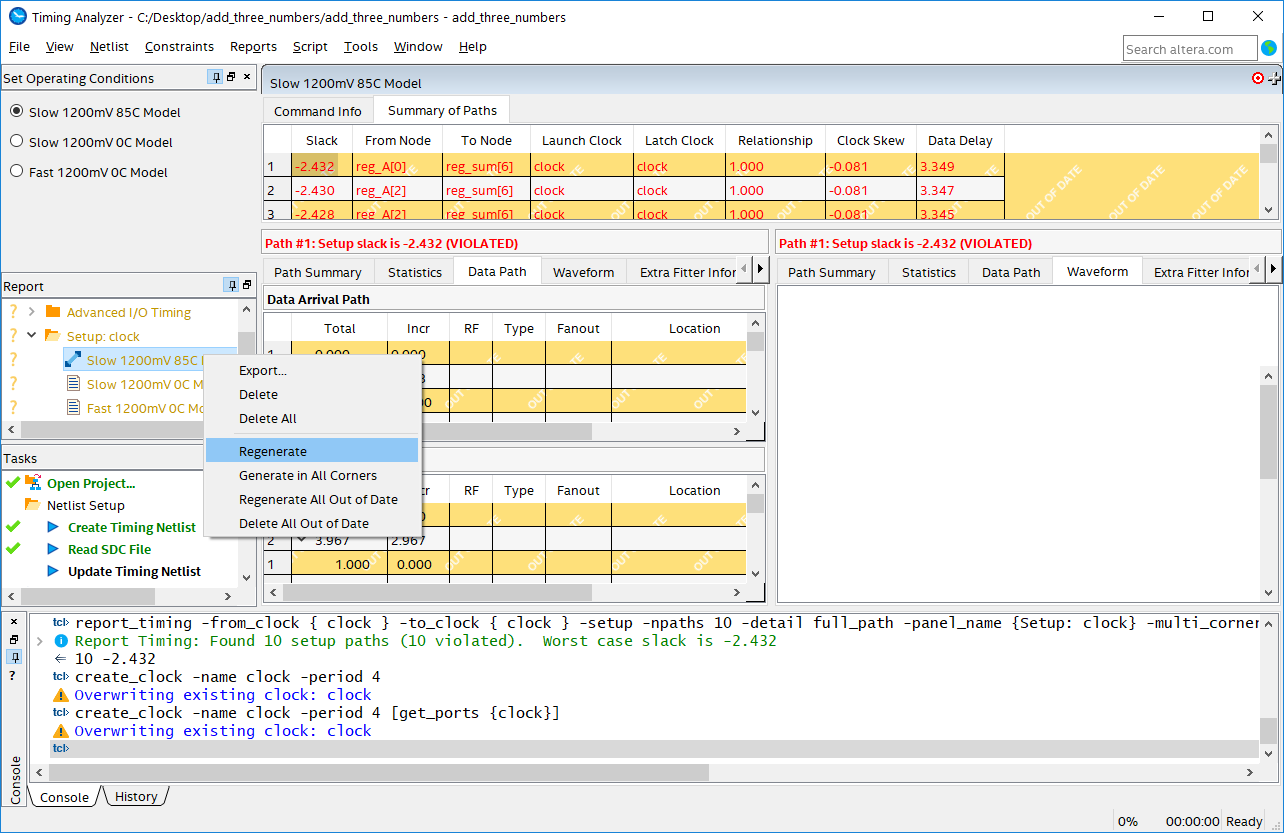 Timing Analyzer - C:/Desktop/add_three_numbers/add_three_numbers - add_three_numbers
File View Netlist Constraints Reports Script Tools Window Help
Search altera.com
Set Operating Conditions
Slow 1200mV 85C Model
Slow 1200mV 0C Model
Fast 1200mV 0C Model
Report
? Advanced I/O Timing
? Setup: clock
? Slow 1200mV 85C
? Slow 1200mV 0C M
? Fast 1200mV 0C Mo
Export...
Delete
Delete All
Regenerate
Generate in All Corners
Regenerate All Out of Date
Delete All Out of Date
Tasks
Open Project...
Netlist Setup
Create Timing Netlist
Read SDC File
Update Timing Netlist
Slow 1200mV 85C Model
Command Info Summary of Paths
Slack From Node To Node Launch Clock Latch Clock Relationship Clock Skew Data Delay
1 -2.432 reg_A[0] reg_sum[6] clock clock 1.000 -0.081 3.349
2 -2.430 reg_A[2] reg_sum[6] clock clock 1.000 -0.081 3.347
3 -2.428 reg_A[2] reg_sum[6] clock clock 1.000 -0.081 3.345
OUT OF DATE OUT OF DATE OUT OF DATE
Path #1: Setup slack is -2.432 (VIOLATED)
Path Summary Statistics Data Path Waveform Extra Fitter Infor
Data Arrival Path
Total Incr RF Type Fanout Location
1 0.000 0.000
Total Incr RF Type Fanout Location
2 3.967 2.967
1 1.000 0.000
Path #1: Setup slack is -2.432 (VIOLATED)
Path Summary Statistics Data Path Waveform Extra Fitter Infor
tcl> report_timing -from_clock { clock } -to_clock { clock } -setup -npaths 10 -detail full_path -panel_name {Setup: clock} -multi_corner
Report Timing: Found 10 setup paths (10 violated).  Worst case slack is -2.432
10 -2.432
tcl> create_clock -name clock -period 4
Overwriting existing clock: clock
tcl> create_clock -name clock -period 4 [get_ports {clock}]
Overwriting existing clock: clock
tcl>
Console
Console History
0% 00:00:00 Ready